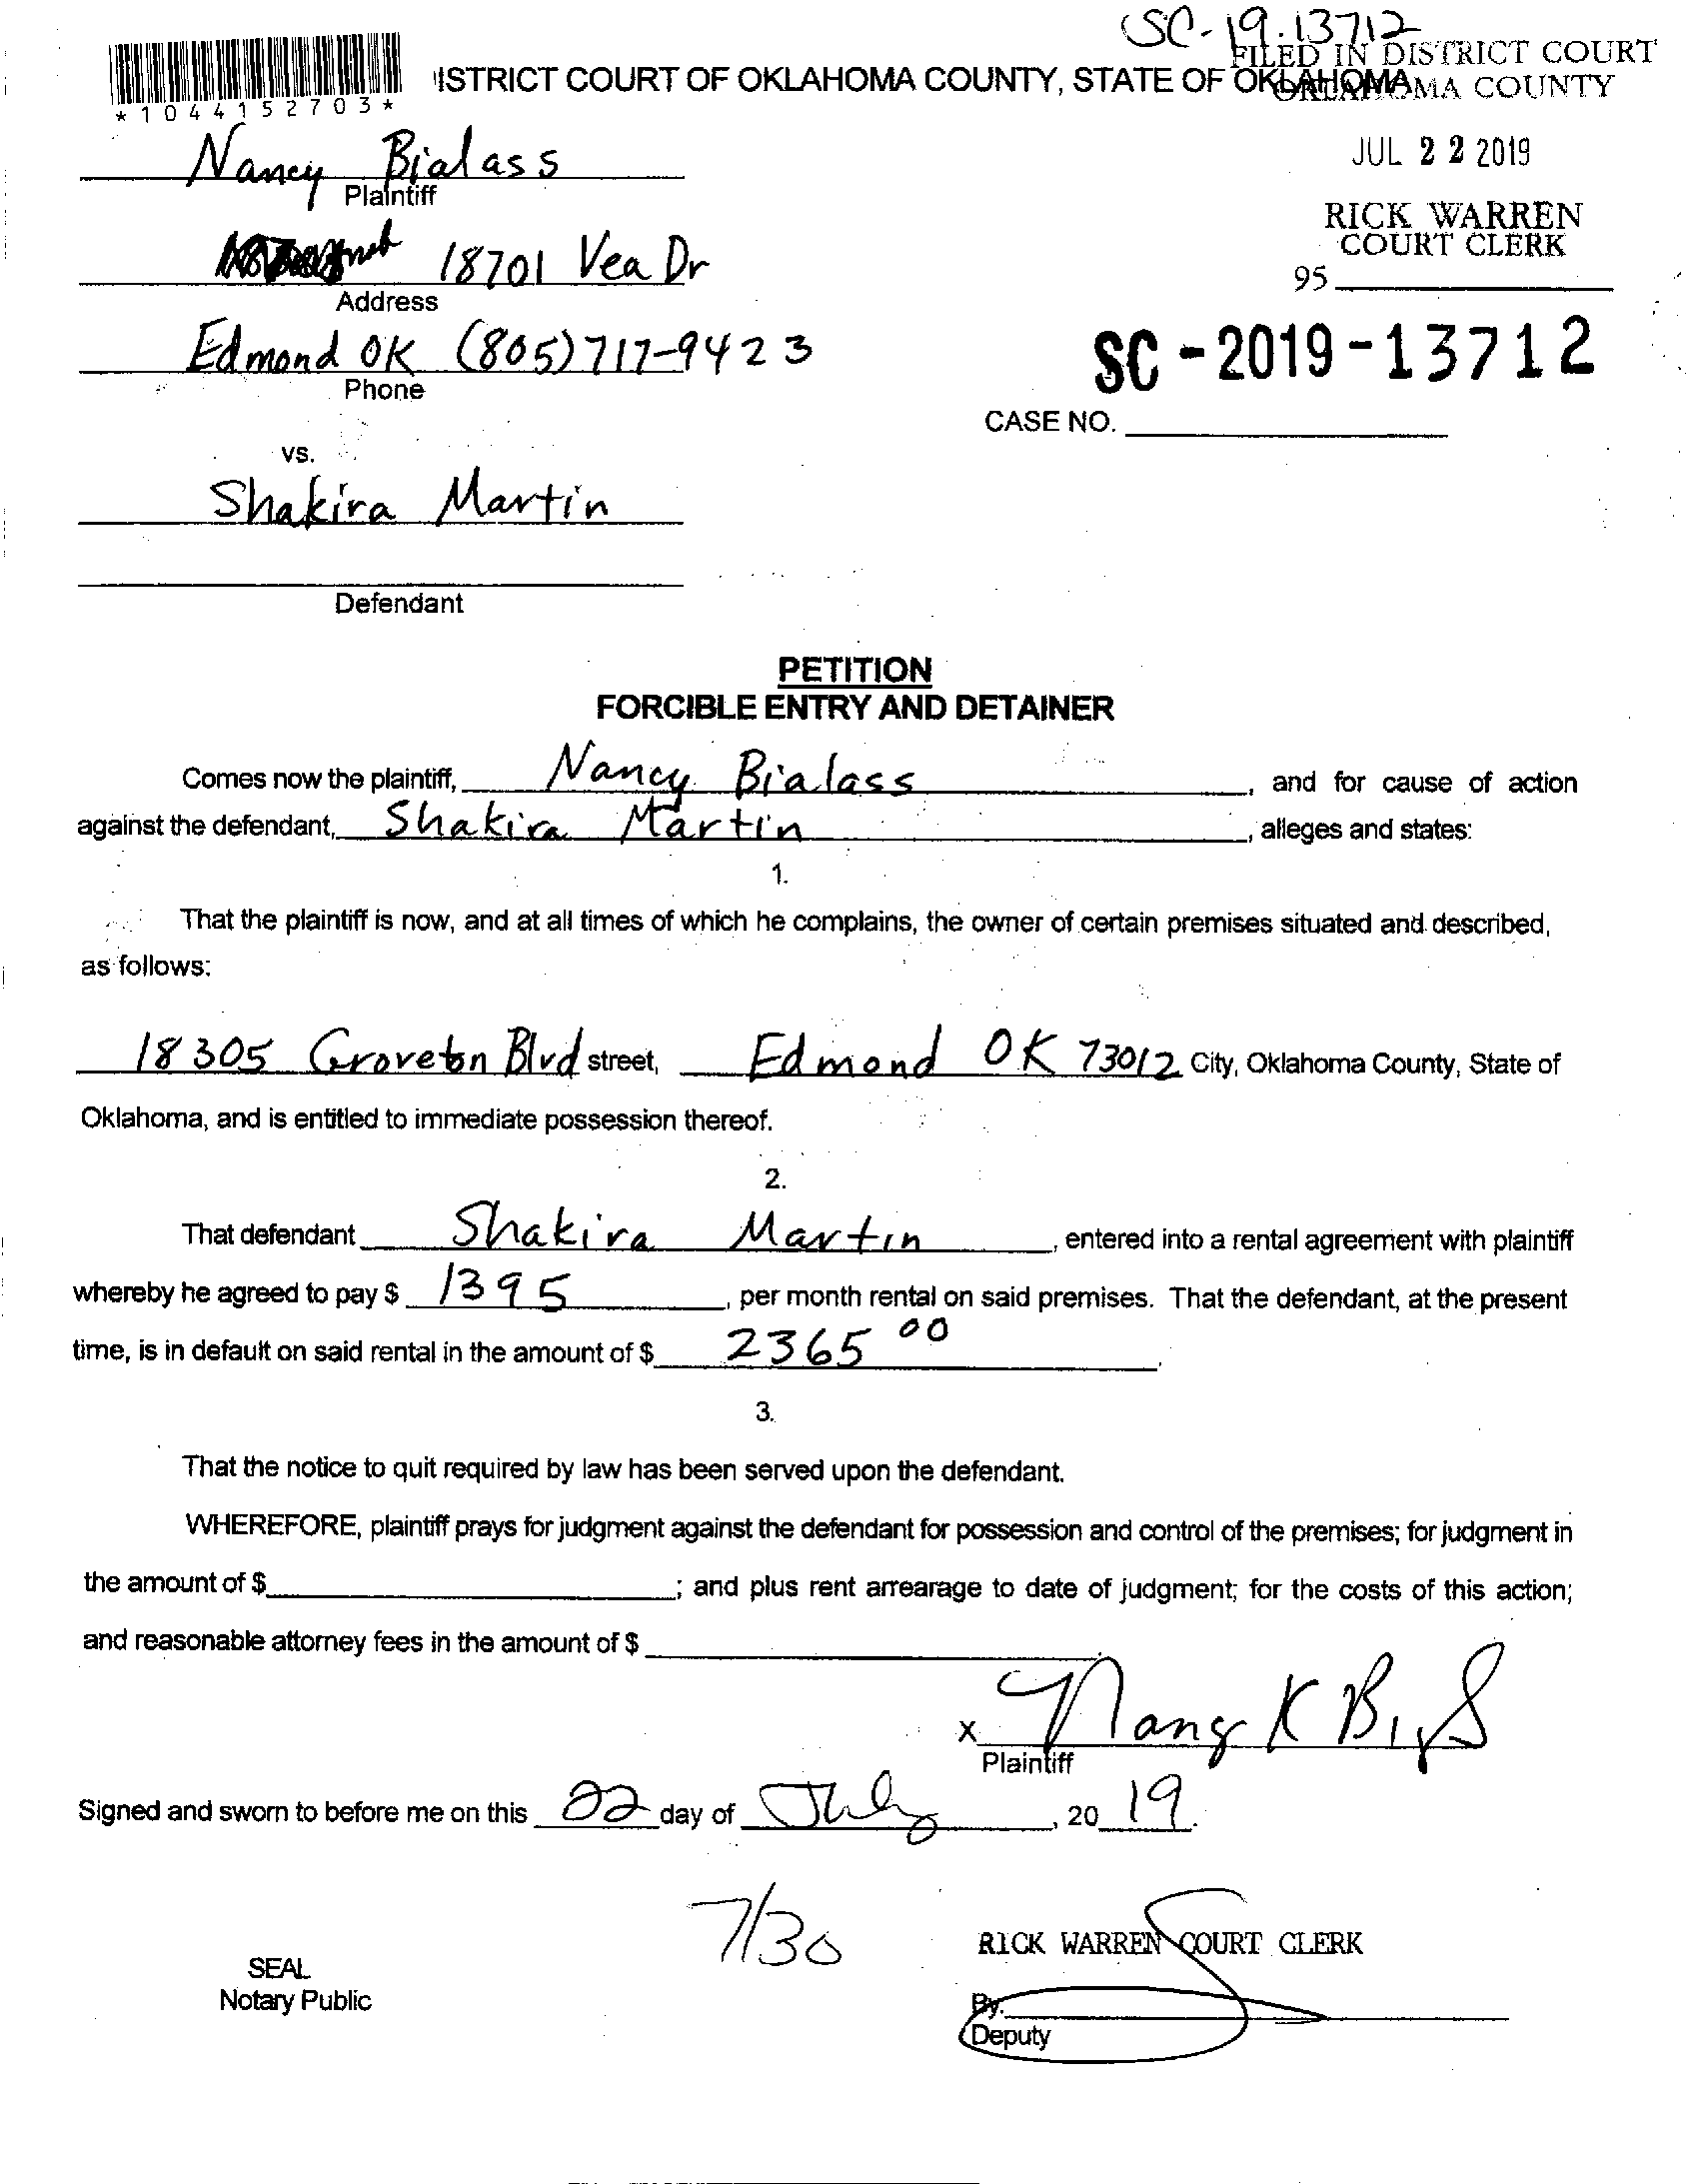 SC-19.13712
FILED IN DISTRICT COURT
ISTRICT COURT OF OKLAHOMA COUNTY, STATE OF OKLAHOMA
OKLAHOMA COUNTY
*1044152703*
JUL 22 2019
Nancy Bialass
Plaintiff
RICK WARREN
COURT CLERK
18701 Vea Dr
95
Address
Edmond OK (805)717-9423
Phone
SC-2019-13712
CASE NO.
vs.
Shakira Martin
Defendant
PETITION
FORCIBLE ENTRY AND DETAINER
Comes now the plaintiff, Nancy Bialass, and for cause of action
against the defendant, Shakira Martin, alleges and states:
1.
That the plaintiff is now, and at all times of which he complains, the owner of certain premises situated and described,
as follows:
18305 Groveton Blvd street, Edmond OK 73012 City, Oklahoma County, State of
Oklahoma, and is entitled to immediate possession thereof.
2.
That defendant Shakira Martin, entered into a rental agreement with plaintiff
whereby he agreed to pay $ 1395, per month rental on said premises. That the defendant, at the present
time, is in default on said rental in the amount of $ 2365 00.
3.
That the notice to quit required by law has been served upon the defendant.
WHEREFORE, plaintiff prays for judgment against the defendant for possession and control of the premises; for judgment in
the amount of $ ; and plus rent arrearage to date of judgment; for the costs of this action;
and reasonable attorney fees in the amount of $ .
X
Plaintiff
Signed and sworn to before me on this 22 day of July, 2019.
7/30
RICK WARREN COURT CLERK
SEAL
Notary Public
By.
Deputy